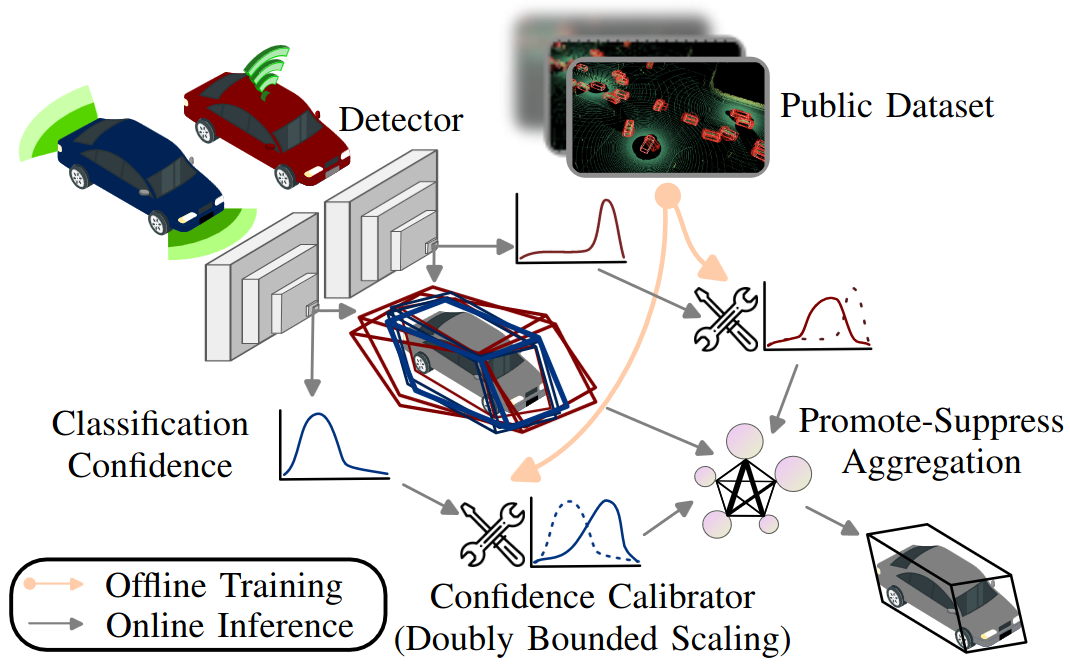 Detector
Public Dataset
Classification
Confidence
Promote-Suppress
Aggregation
Confidence Calibrator
(Doubly Bounded Scaling)
Offline Training
Online Inference